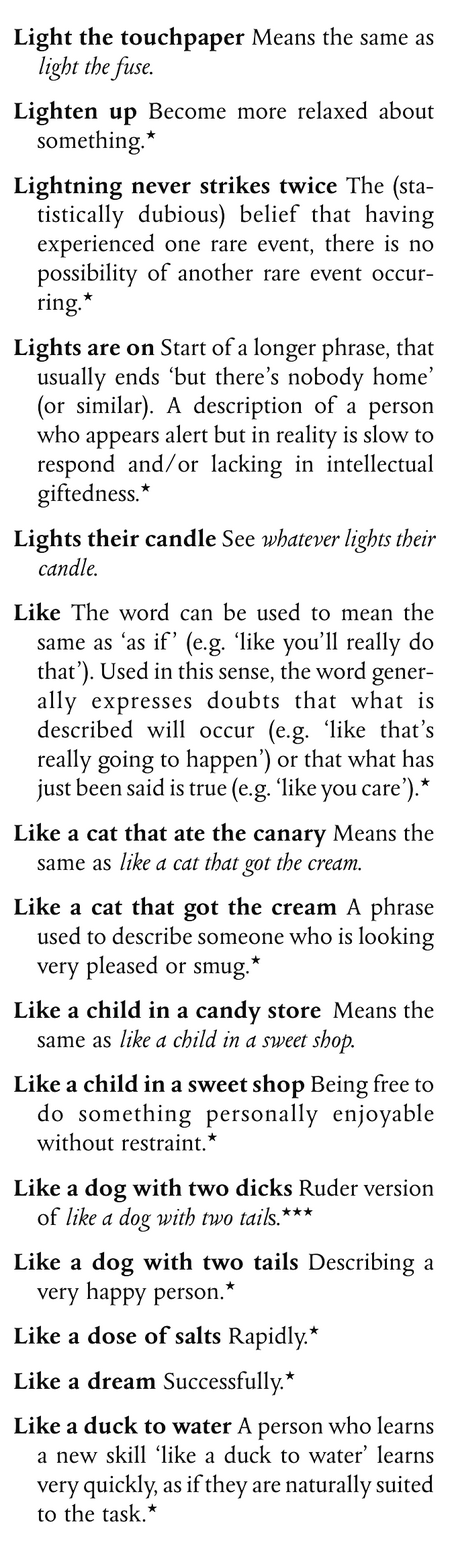 Light the touchpaper Means the same as
light the fuse.
Lighten up Become more relaxed about
something.★
Lightning never strikes twice The (sta-
tistically dubious) belief that having
experienced one rare event, there is no
possibility of another rare event occur-
ring.★
Lights are on Start of a longer phrase, that
usually ends ‘but there’s nobody home’
(or similar). A description of a person
who appears alert but in reality is slow to
respond and/or lacking in intellectual
giftedness.★
Lights their candle See whatever lights their
candle.
Like The word can be used to mean the
same as ‘as if’ (e.g. ‘like you’ll really do
that’). Used in this sense, the word gener-
ally expresses doubts that what is
described will occur (e.g. ‘like that’s
really going to happen’) or that what has
just been said is true (e.g. ‘like you care’).★
Like a cat that ate the canary Means the
same as like a cat that got the cream.
Like a cat that got the cream A phrase
used to describe someone who is looking
very pleased or smug.★
Like a child in a candy store Means the
same as like a child in a sweet shop.
Like a child in a sweet shop Being free to
do something personally enjoyable
without restraint.★
Like a dog with two dicks Ruder version
of like a dog with two tails.★★★
Like a dog with two tails Describing a
very happy person.★
Like a dose of salts Rapidly.★
Like a dream Successfully.★
Like a duck to water A person who learns
a new skill ‘like a duck to water’ learns
very quickly, as if they are naturally suited
to the task.★